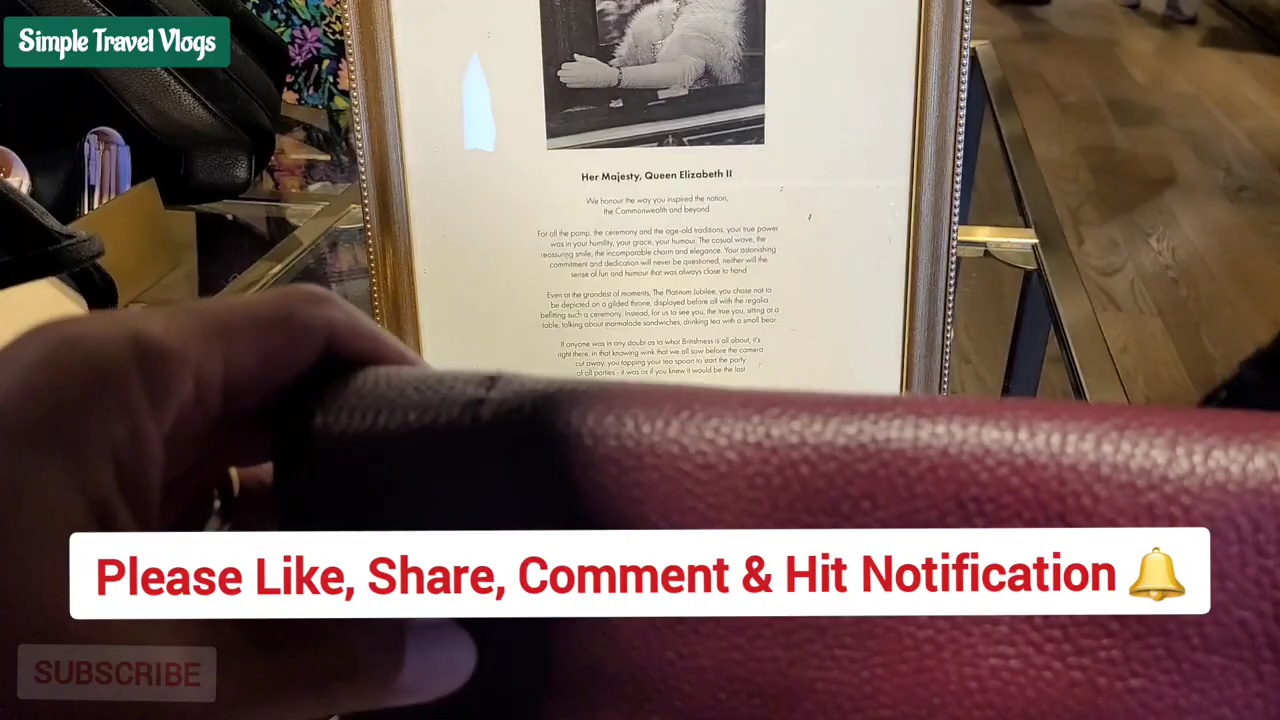 Simple Travel Vlogs
Her Majesty, Queen Elizabeth II
We honour the way you inspired the nation,
the Commonwealth and beyond.
For all the pomp, the ceremony and the age-old traditions, your true power
was in your humility, your grace, your humour. The casual wave, the
reassuring smile, the incomparable charm and elegance. Your astonishing
commitment and dedication will never be questioned, neither will the
sense of fun and humour that was always close to hand
Even at the grandest of moments, The Platinum Jubilee, you chose not to
be depicted on a gilded throne, displayed before all with the regalia
befitting such a ceremony. Instead, for us to see you, the true you, sitting at a
table, talking about marmalade sandwiches, drinking tea with a small bear.
If anyone was in any doubt as to what Britishness is all about, it's
right there, in that knowing wink that we all saw before the camera
cut away, you tapping your tea spoon to start the party
of all parties - it was as if you knew it would be the last
Please Like, Share, Comment & Hit Notification
SUBSCRIBE